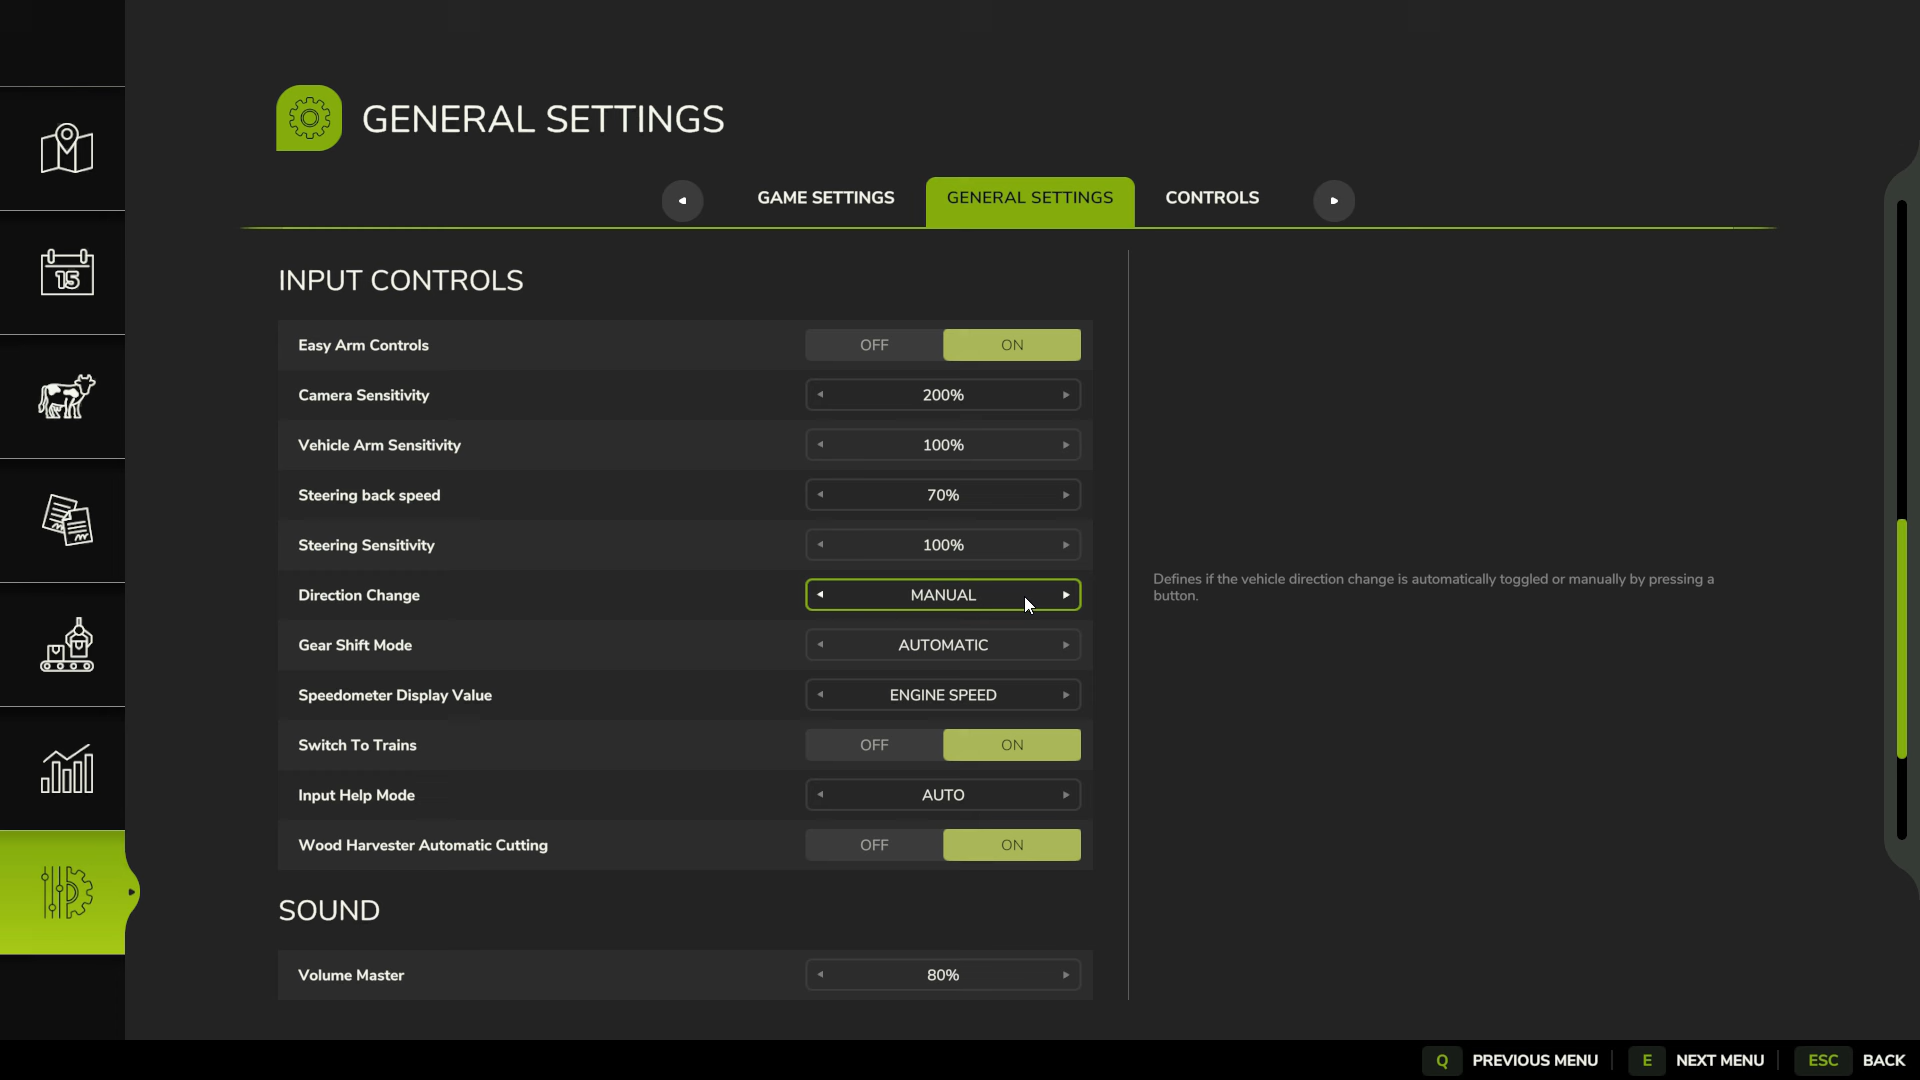 GENERAL SETTINGS
GAME SETTINGS
GENERAL SETTINGS
CONTROLS
15
INPUT CONTROLS
Easy Arm Controls
OFF
ON
Camera Sensitivity
200%
Vehicle Arm Sensitivity
100%
Steering back speed
70%
Steering Sensitivity
100%
Direction Change
MANUAL
Defines if the vehicle direction change is automatically toggled or manually by pressing a
button.
Gear Shift Mode
AUTOMATIC
Speedometer Display Value
ENGINE SPEED
Switch To Trains
OFF
ON
Input Help Mode
AUTO
Wood Harvester Automatic Cutting
OFF
ON
SOUND
Volume Master
80%
Q PREVIOUS MENU
E NEXT MENU
ESC BACK